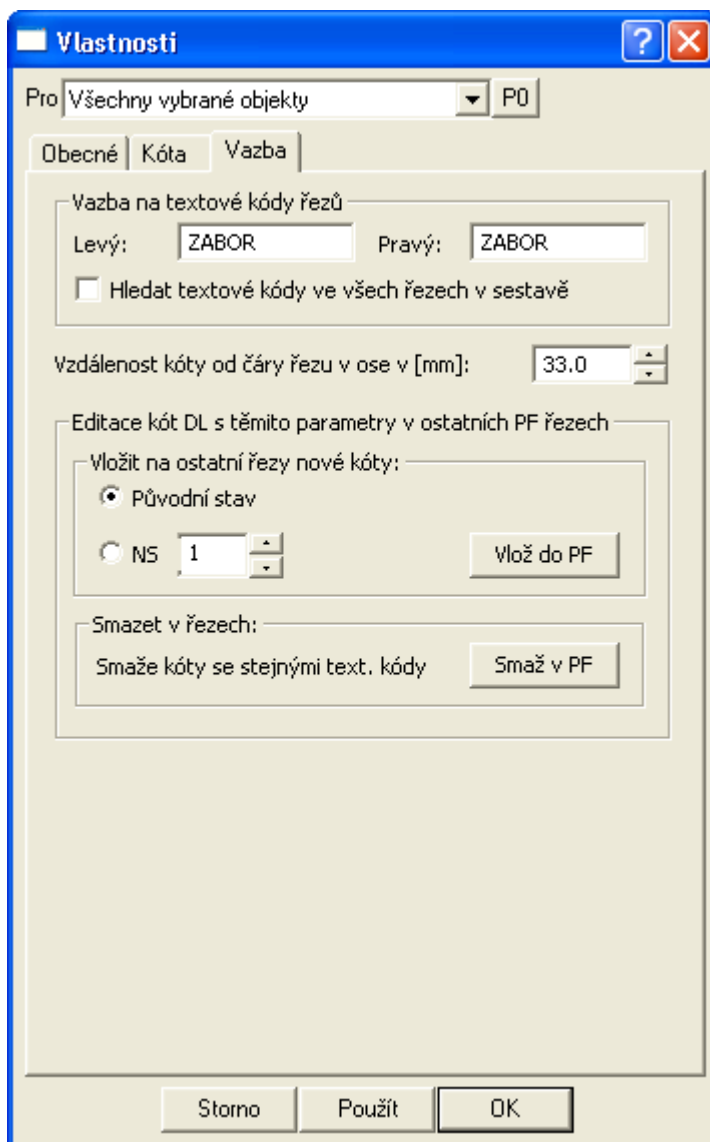 Vlastnosti
Pro Všechny vybrané objekty P0
Obecné Kóta Vazba
Vazba na textové kódy řezů
Levý: ZABOR Pravý: ZABOR
Hledat textové kódy ve všech řezech v sestavě
Vzdálenost kóty od čáry řezu v ose v [mm]: 33.0
Editace kót DL s těmito parametry v ostatních PF řezech
Vložit na ostatní řezy nové kóty:
Původní stav
NS 1 Vlož do PF
Smazet v řezech:
Smaže kóty se stejnými text. kódy Smaž v PF
Storno Použít OK